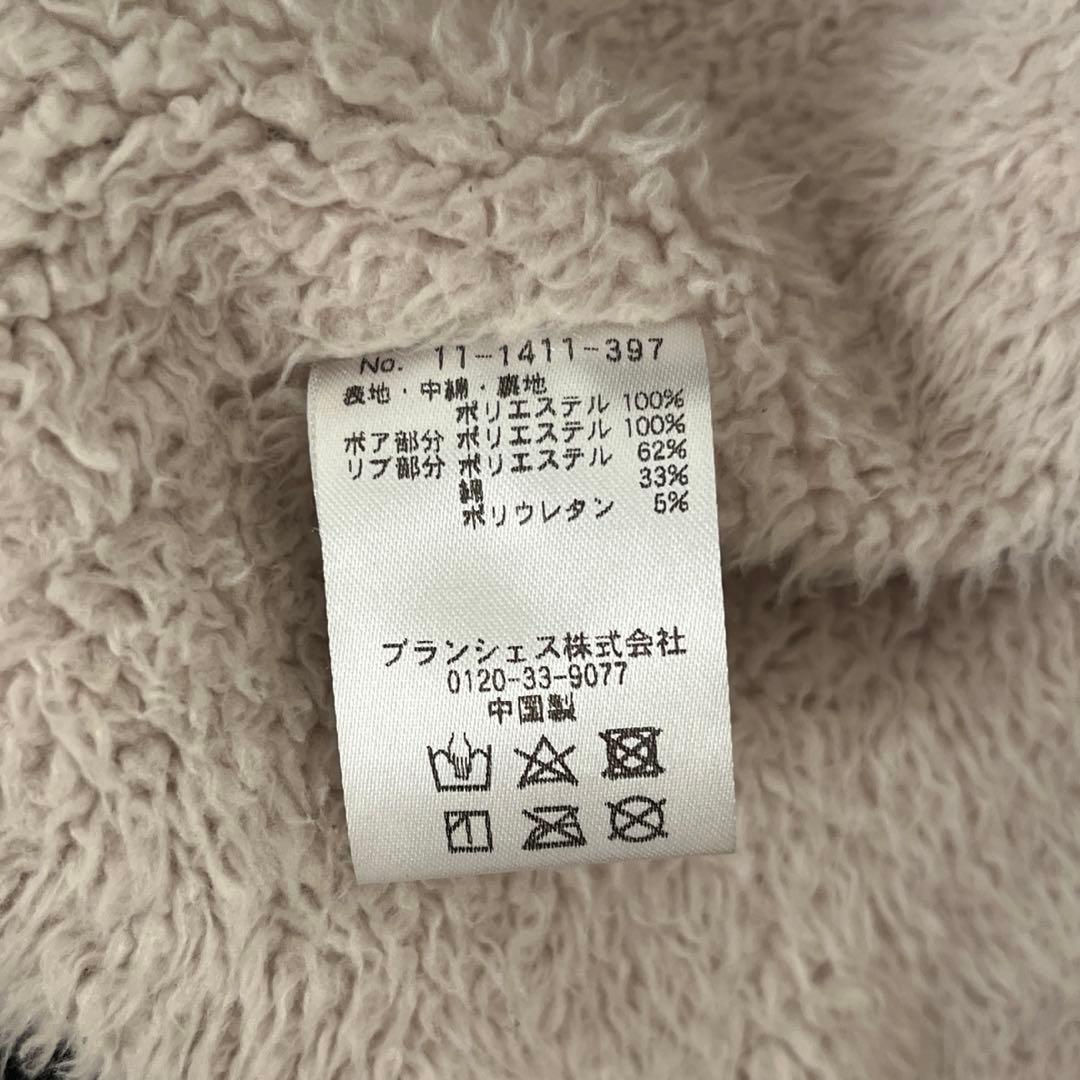 No. 11-1411-397
表地・中綿・裏地
ポリエステル 100%
ボア部分 ポリエステル 100%
リブ部分 ポリエステル 62%
綿 33%
ポリウレタン 5%
ブランシェス株式会社
0120-33-9077
中国製